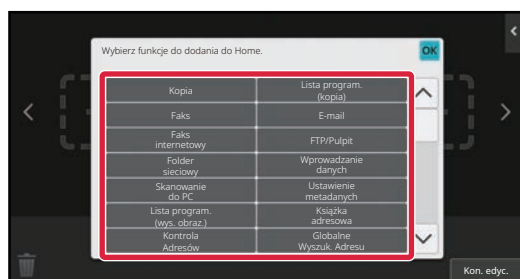 Wybierz funkcje do dodania do Home.
OK
Kopia
Lista program.
(kopia)
Faks
E-mail
Faks
internetowy
FTP/Pulpit
Folder
sieciowy
Wprowadzanie
danych
Skanowanie
do PC
Ustawienie
metadanych
Lista program.
(wys. obraz.)
Książka
adresowa
Kontrola
Adresów
Globalne
Wyszuk. Adresu
Kon. edyc.